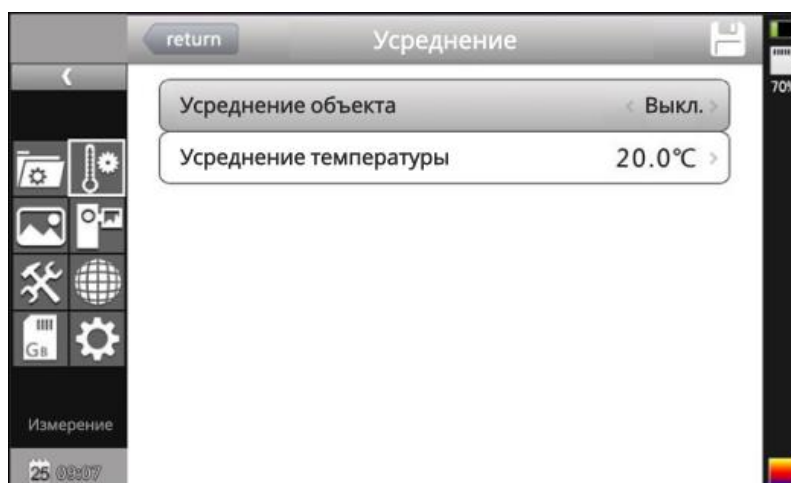 return
Усреднение
70%
Усреднение объекта
Выкл.
Усреднение температуры
20.0℃
GB
Измерение
25 09:07